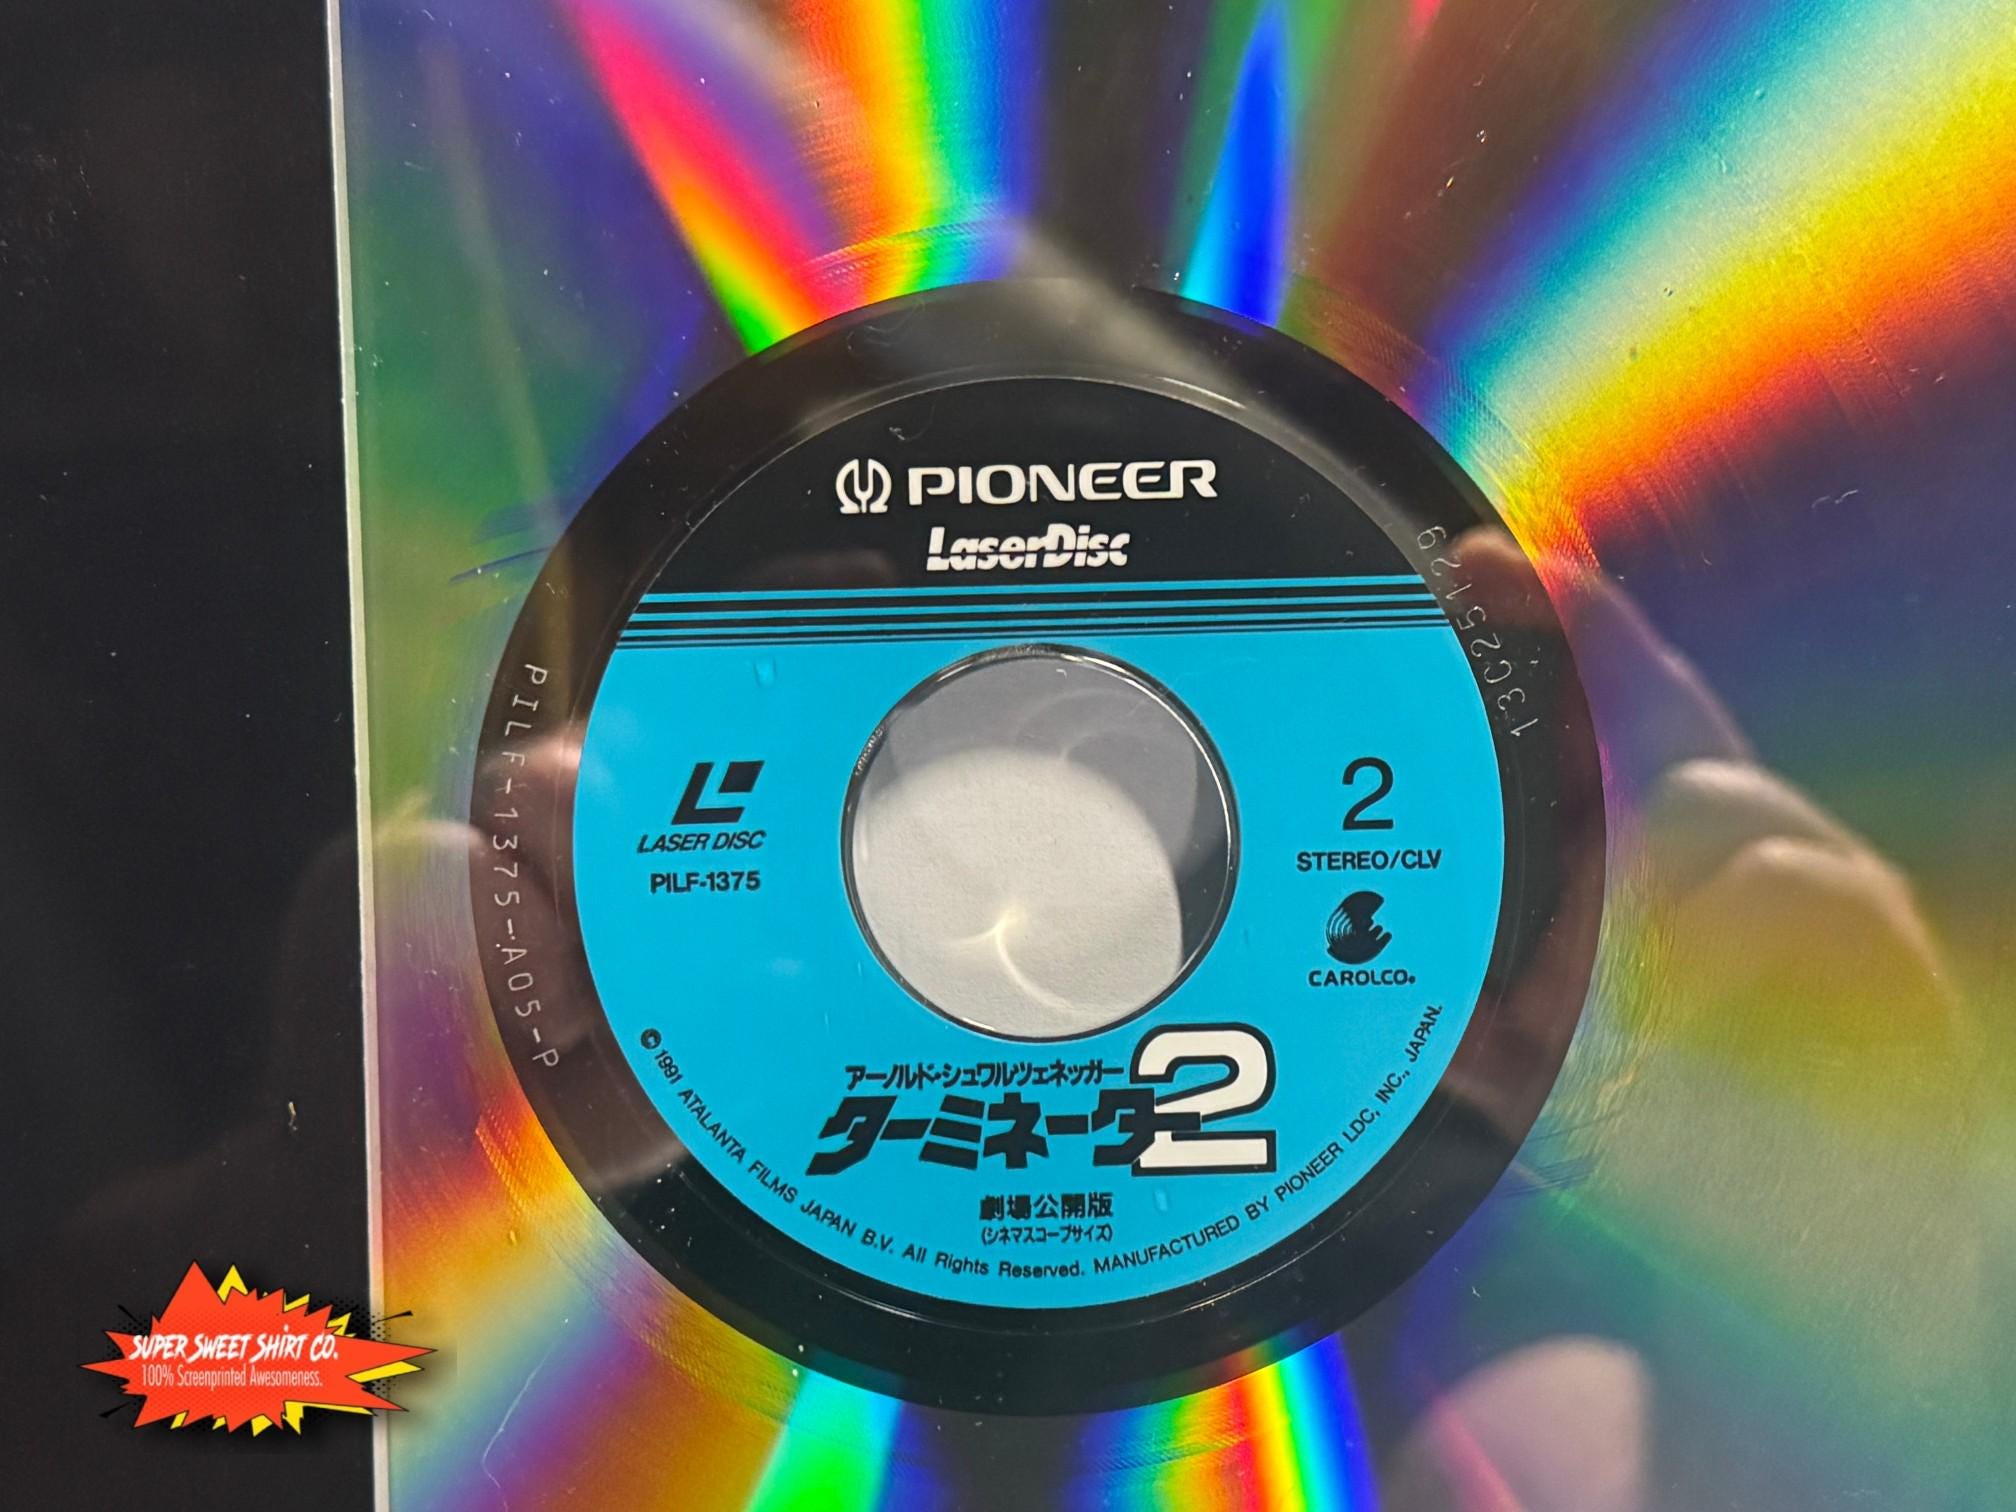 PIONEER
LaserDisc
LASER DISC
PILF-1375
2
STEREO/CLV
CAROLCO®
アーノルド・シュワルツェネッガー
ターミネーター2
劇場公開版
(シネマスコープサイズ)
©1991 ATALANTA FILMS JAPAN B.V. All Rights Reserved. MANUFACTURED BY PIONEER LDC, INC., JAPAN.
PILF-1375-A05-P
13C25129
SUPER SWEET SHIRT CO.
100% Screenprinted Awesomeness.